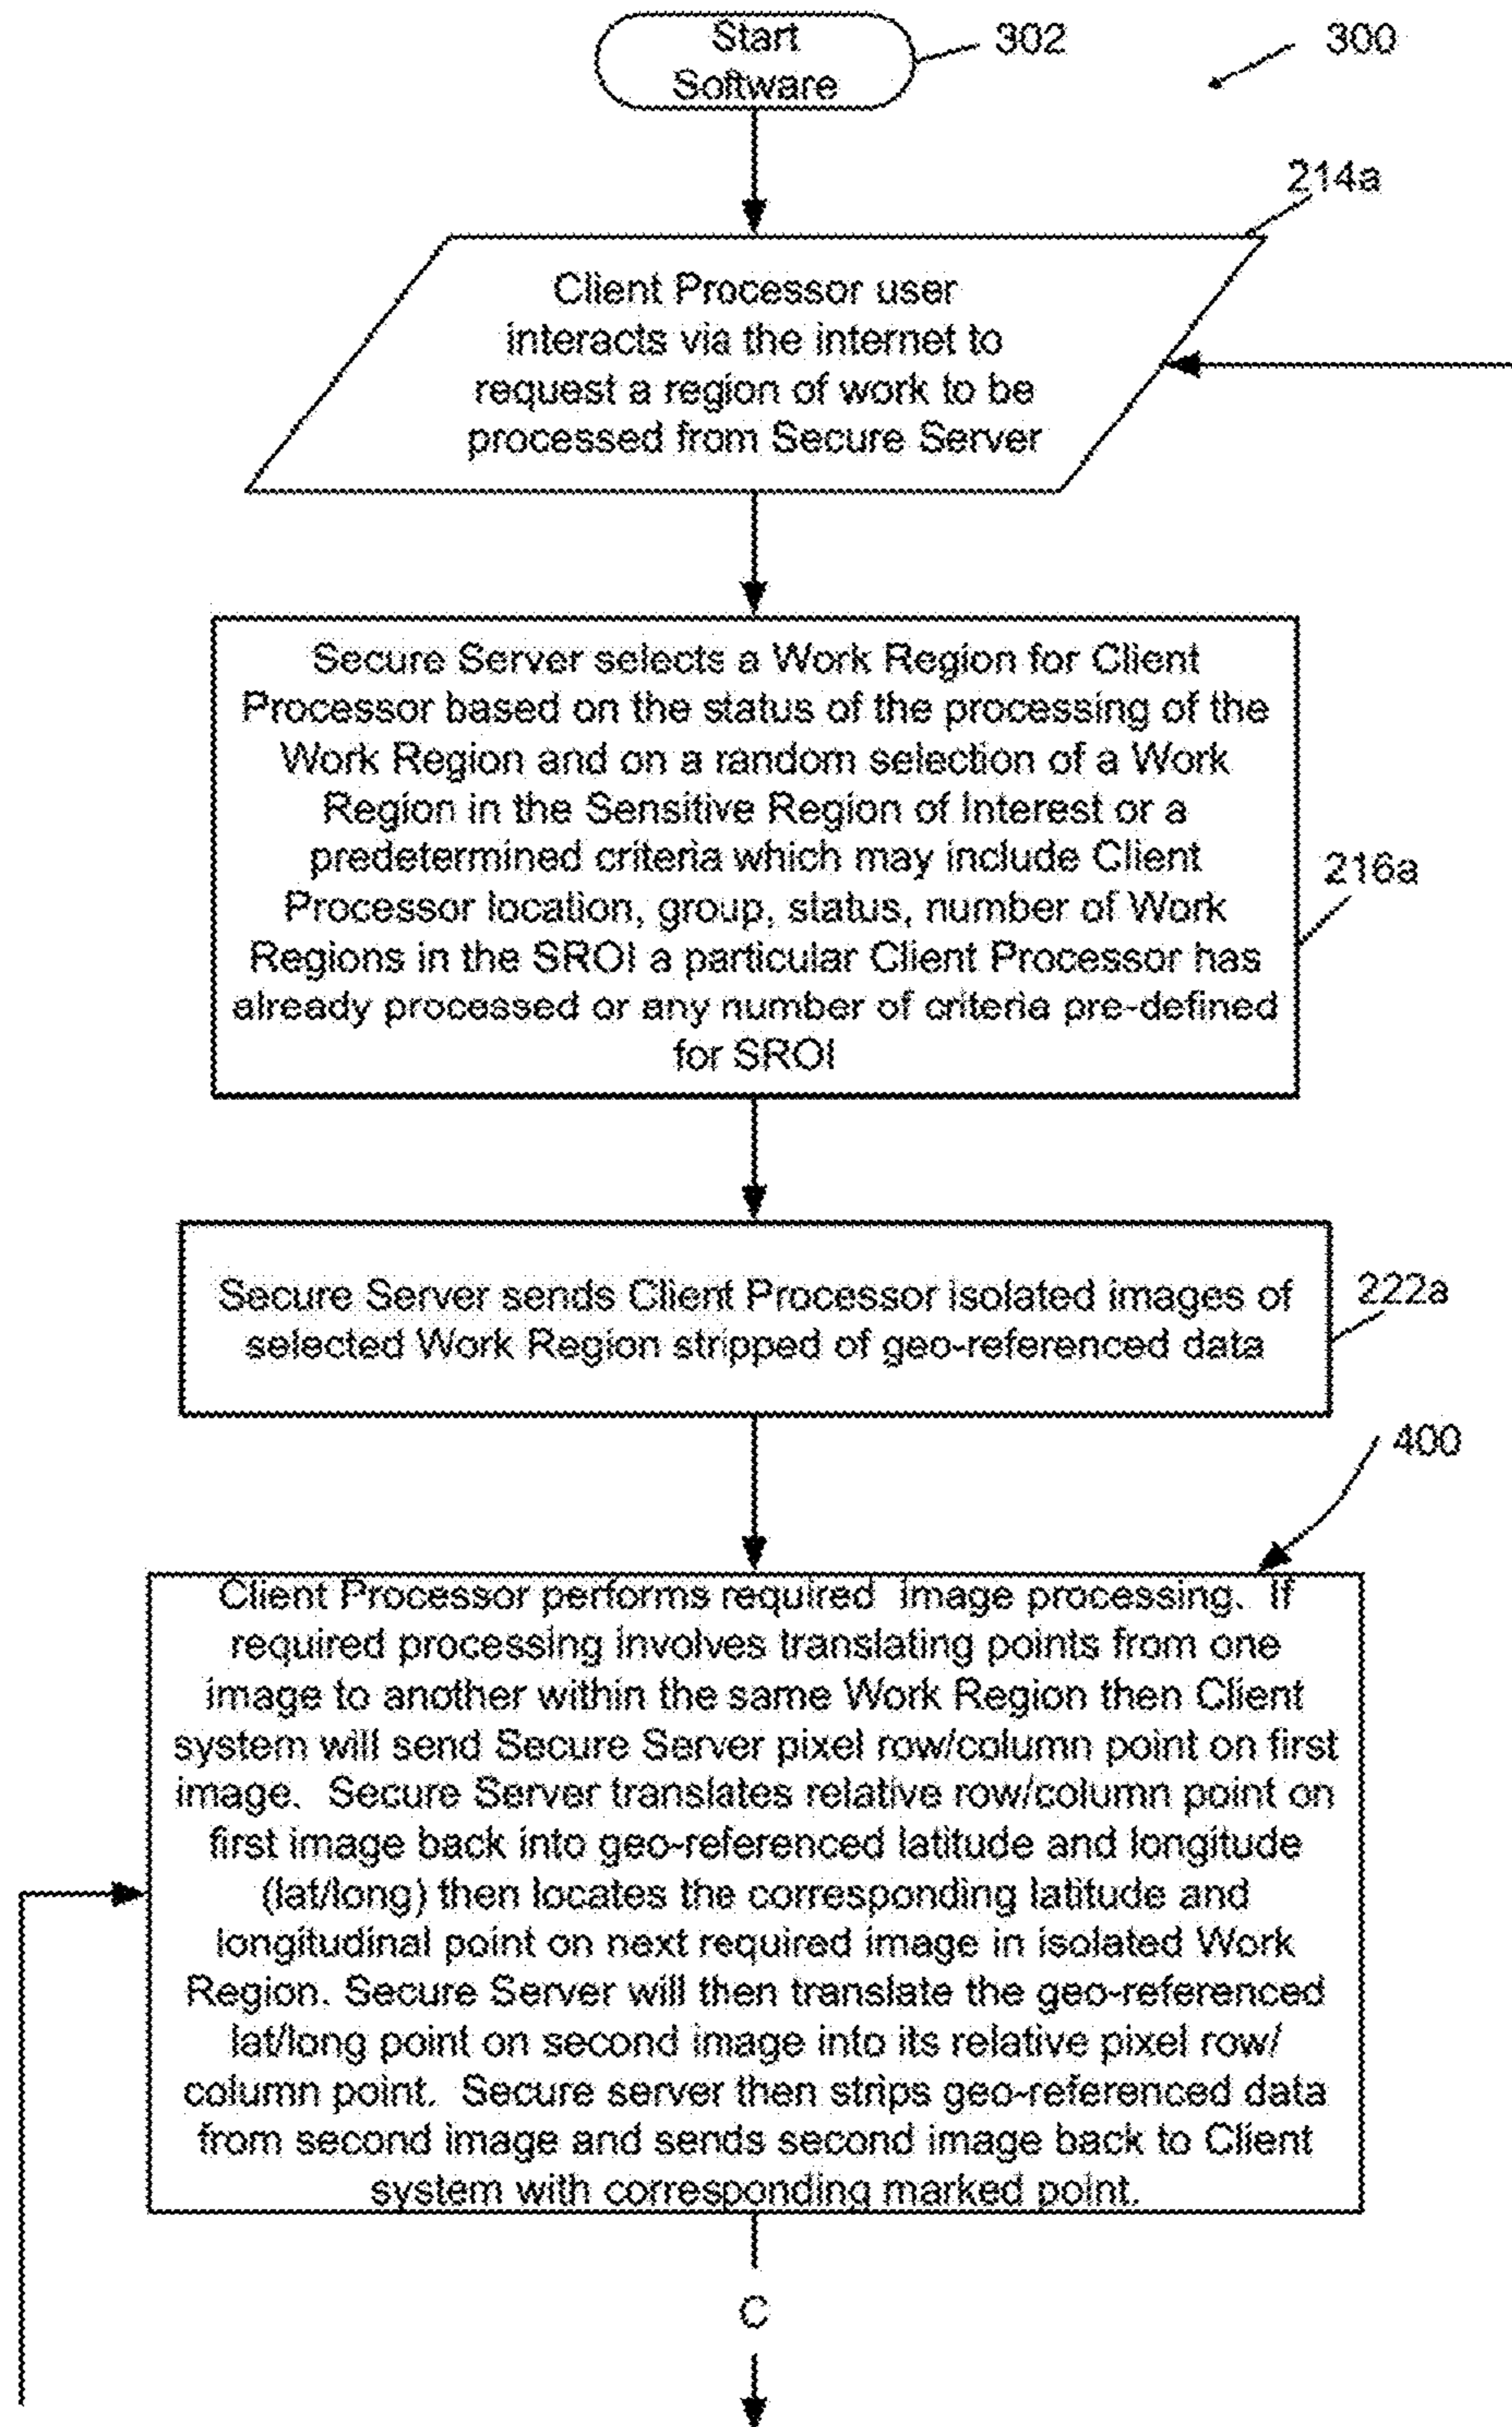 Start
Software
302
300
214a
Client Processor user
interacts via the internet to
request a region of work to be
processed from Secure Server
Secure Server selects a Work Region for Client
Processor based on the status of the processing of the
Work Region and on a random selection of a Work
Region in the Sensitive Region of Interest or a
predetermined criteria which may include Client
Processor location, group, status, number of Work
Regions in the SROI a particular Client Processor has
already processed or any number of criteria pre-defined
for SROI
216a
Secure Server sends Client Processor isolated images of
selected Work Region stripped of geo-referenced data
222a
400
Client Processor performs required image processing. If
required processing involves translating points from one
image to another within the same Work Region then Client
system will send Secure Server pixel row/column point on first
image. Secure Server translates relative row/column point on
first image back into geo-referenced latitude and longitude
(lat/long) then locates the corresponding latitude and
longitudinal point on next required image in isolated Work
Region. Secure Server will then translate the geo-referenced
lat/long point on second image into its relative pixel row/
column point. Secure server then strips geo-referenced data
from second image and sends second image back to Client
system with corresponding marked point.
C